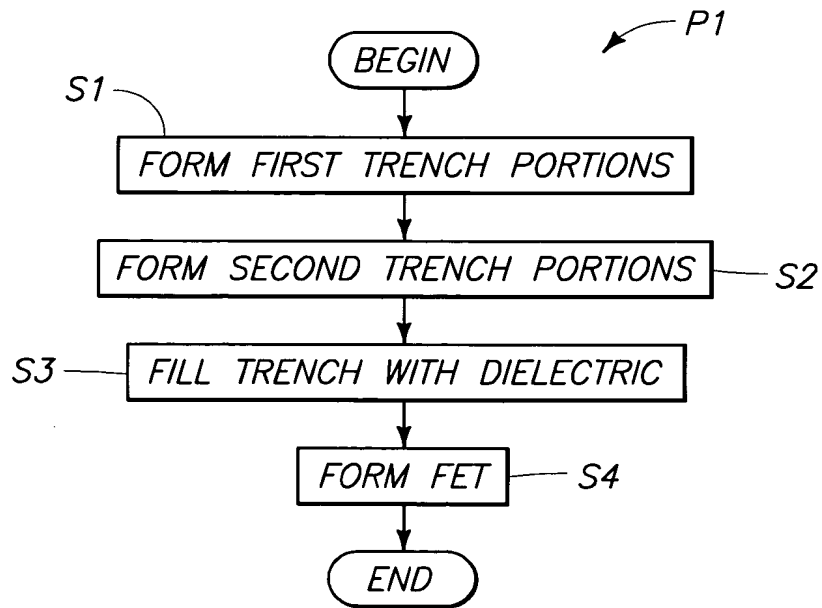 P1
BEGIN
S1
FORM FIRST TRENCH PORTIONS
FORM SECOND TRENCH PORTIONS
S2
S3
FILL TRENCH WITH DIELECTRIC
FORM FET
S4
END